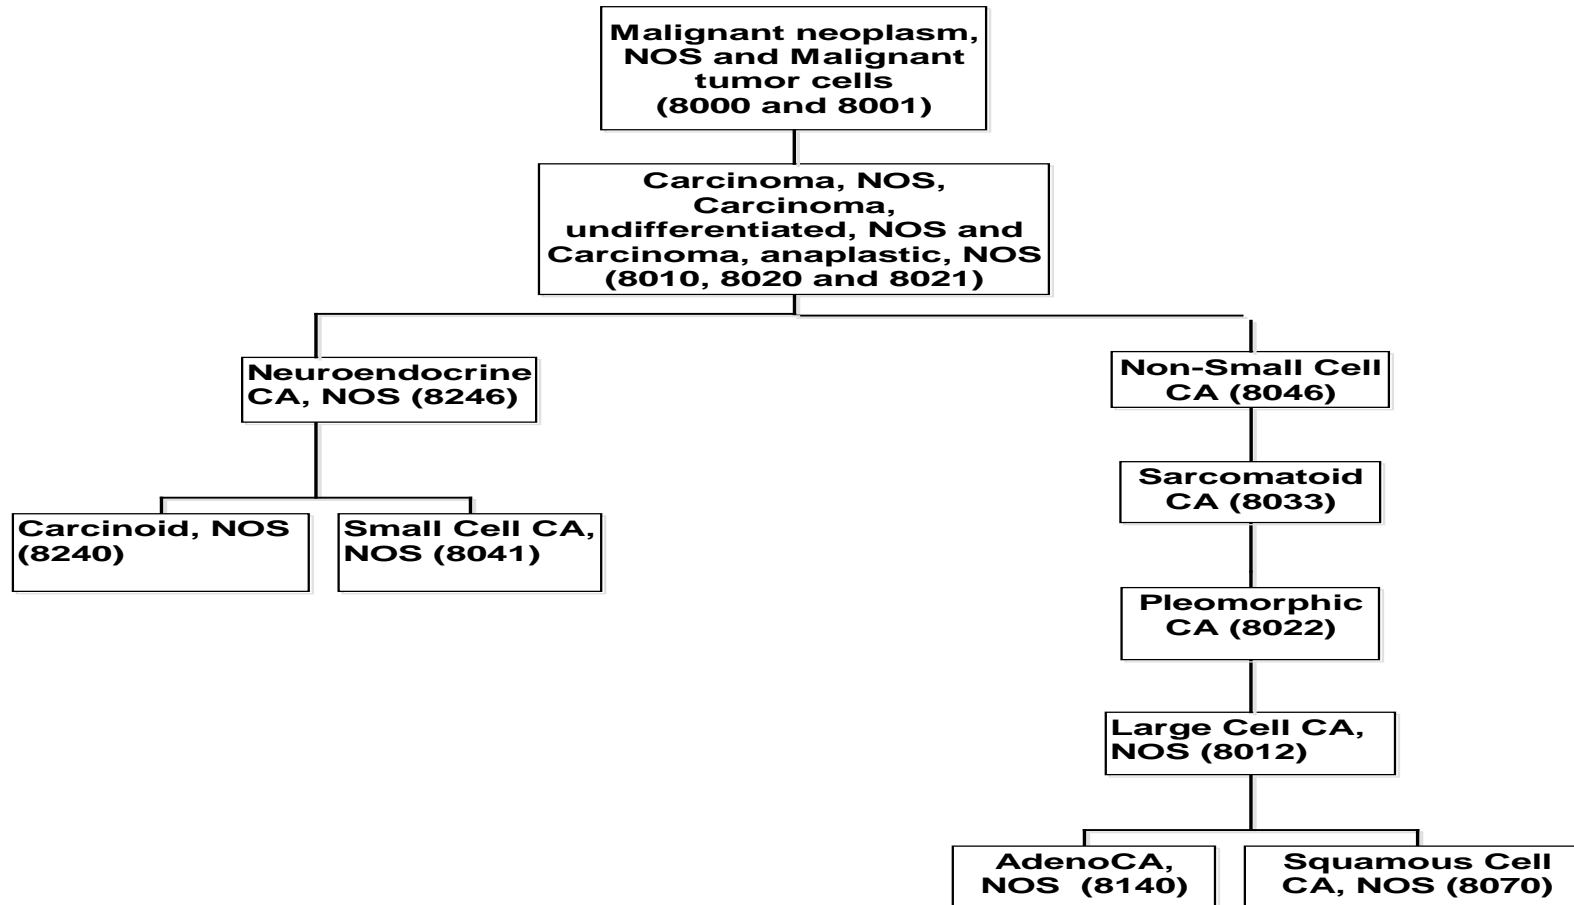 Malignant neoplasm,
NOS and Malignant
tumor cells
(8000 and 8001)
Carcinoma, NOS,
Carcinoma,
undifferentiated, NOS and
Carcinoma, anaplastic, NOS
(8010, 8020 and 8021)
Neuroendocrine
CA, NOS (8246)
Non-Small Cell
CA (8046)
Carcinoid, NOS
(8240)
Small Cell CA,
NOS (8041)
Sarcomatoid
CA (8033)
Pleomorphic
CA (8022)
Large Cell CA,
NOS (8012)
AdenoCA,
NOS  (8140)
Squamous Cell
CA, NOS (8070)